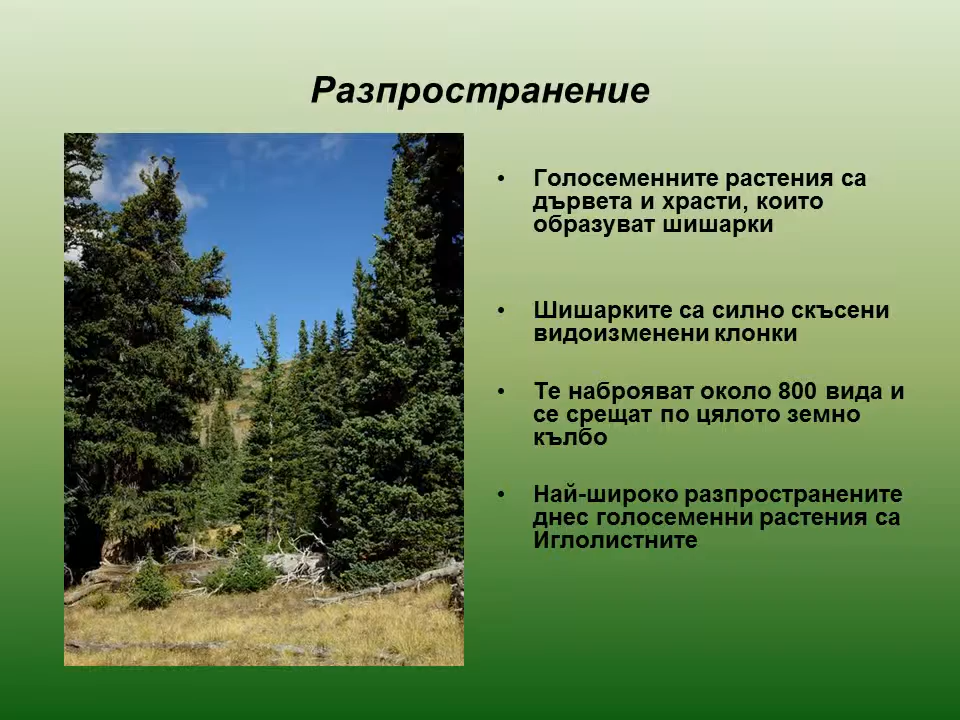 Разпространение
• Голосеменните растения са
дървета и храсти, които
образуват шишарки
• Шишарките са силно скъсени
видоизменени клонки
• Те наброяват около 800 вида и
се срещат по цялото земно
кълбо
• Най-широко разпространените
днес голосеменни растения са
Иглолистните